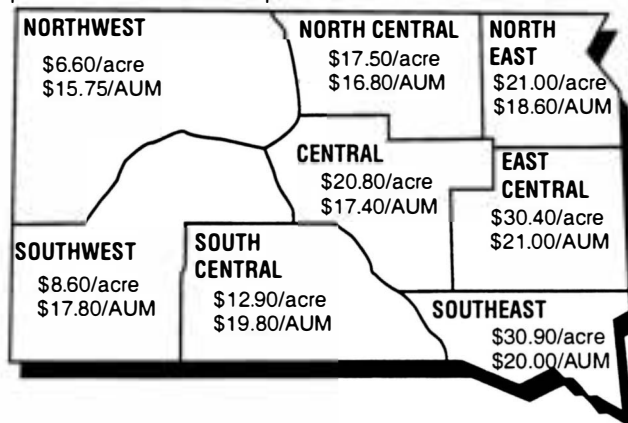 NORTHWEST
$6.60/acre
$15.75/AUM
NORTH CENTRAL
$17.50/acre
$16.80/AUM
NORTH
EAST
$21.00/acre
$18.60/AUM
CENTRAL
$20.80/acre
$17.40/AUM
EAST
CENTRAL
$30.40/acre
$21.00/AUM
SOUTHWEST
$8.60/acre
$17.80/AUM
SOUTH
CENTRAL
$12.90/acre
$19.80/AUM
SOUTHEAST
$30.90/acre
$20.00/AUM